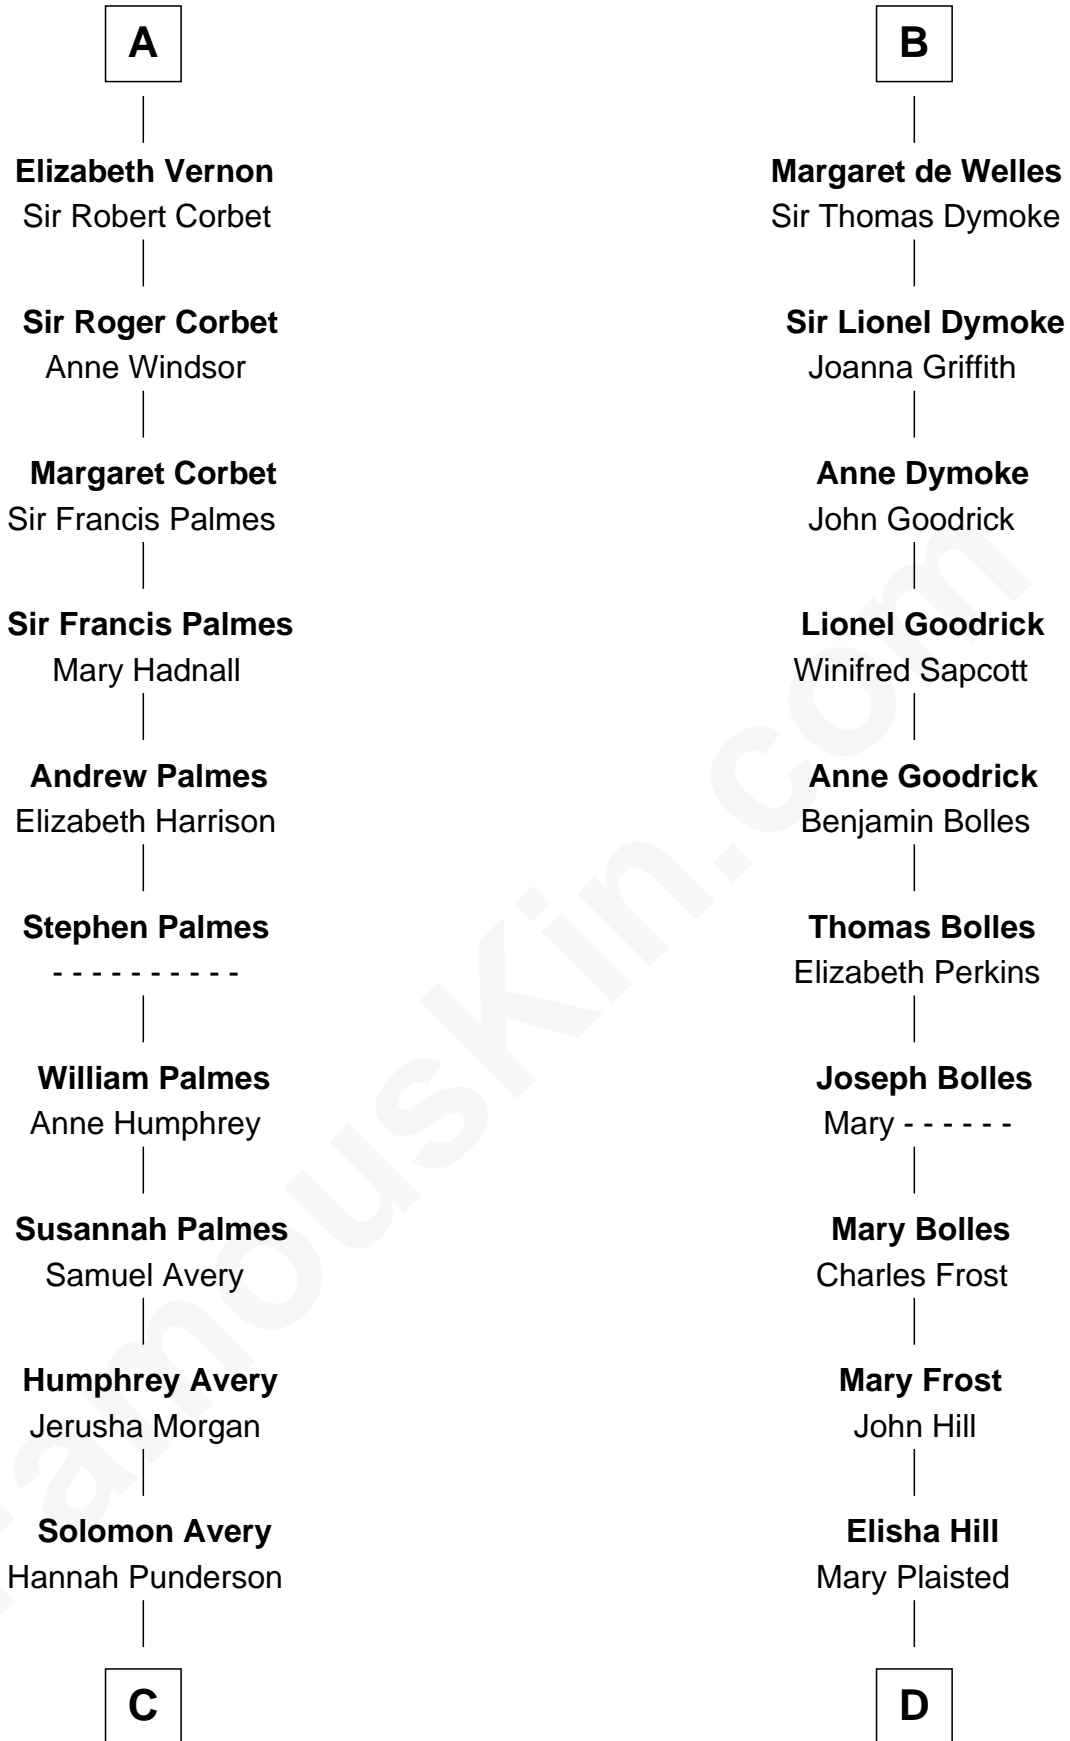 A
Elizabeth Vernon
Sir Robert Corbet
Sir Roger Corbet
Anne Windsor
Margaret Corbet
Sir Francis Palmes
Sir Francis Palmes
Mary Hadnall
Andrew Palmes
Elizabeth Harrison
Stephen Palmes
- - - - - - - - - -
William Palmes
Anne Humphrey
Susannah Palmes
Samuel Avery
Humphrey Avery
Jerusha Morgan
Solomon Avery
Hannah Punderson
C
B
Margaret de Welles
Sir Thomas Dymoke
Sir Lionel Dymoke
Joanna Griffith
Anne Dymoke
John Goodrick
Lionel Goodrick
Winifred Sapcott
Anne Goodrick
Benjamin Bolles
Thomas Bolles
Elizabeth Perkins
Joseph Bolles
Mary - - - - - -
Mary Bolles
Charles Frost
Mary Frost
John Hill
Elisha Hill
Mary Plaisted
D
FamousKin.com